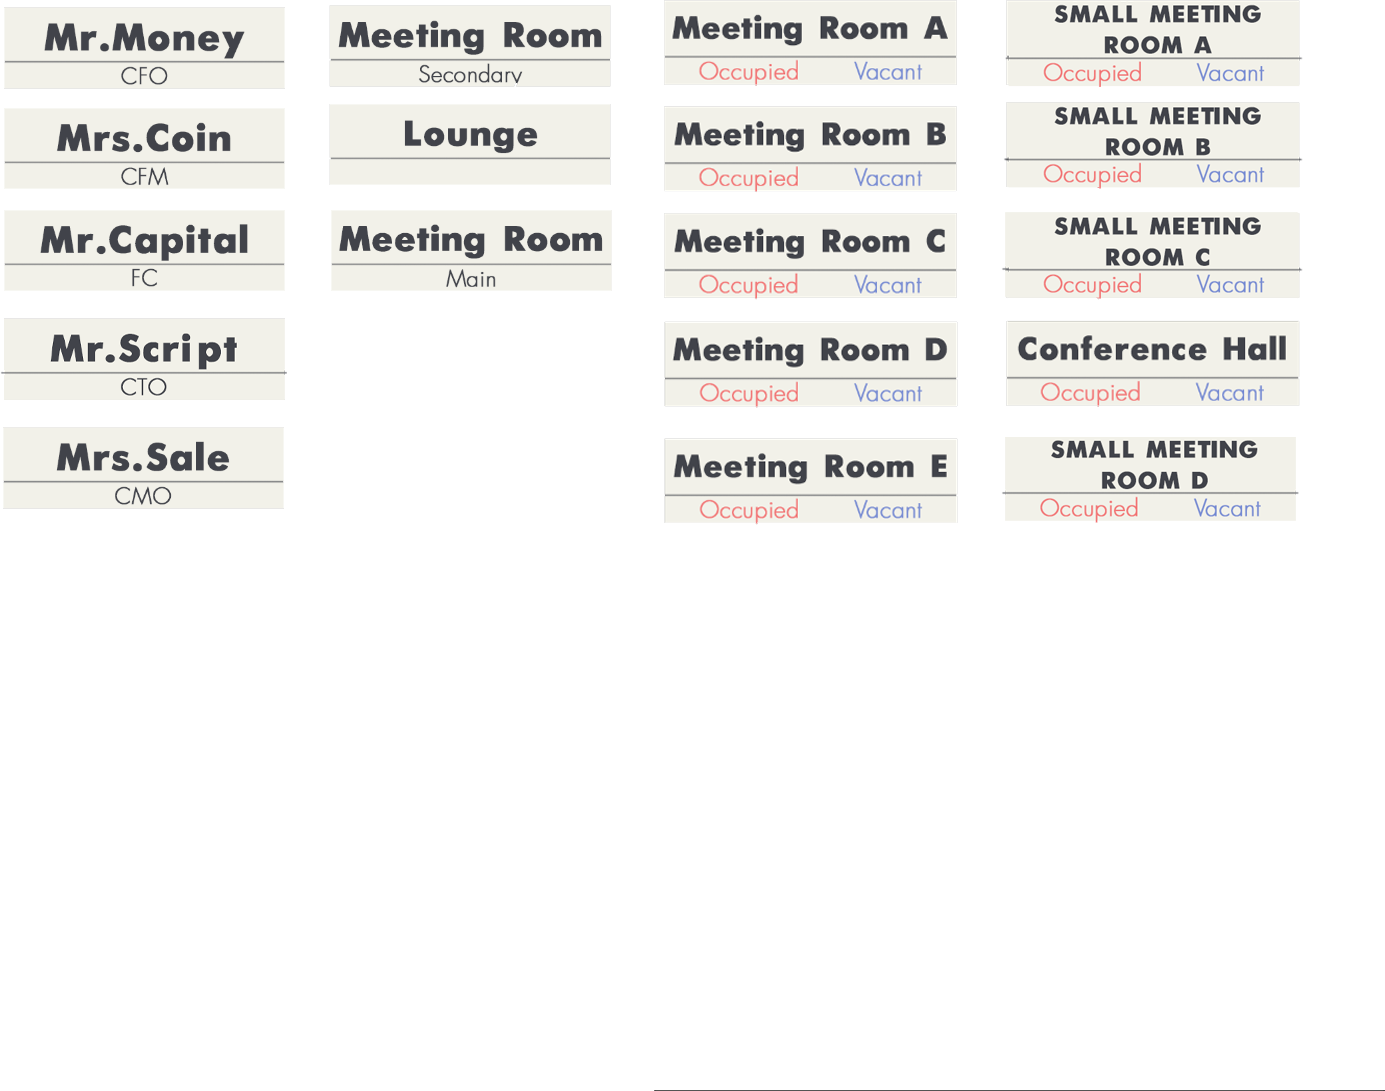 Mr.Money
CFO
Mrs.Coin
CFM
Mr.Capital
FC
Mr.Script
CTO
Mrs.Sale
CMO
Meeting Room
Secondary
Lounge
Meeting Room
Main
Meeting Room A
Occupied Vacant
Meeting Room B
Occupied Vacant
Meeting Room C
Occupied Vacant
Meeting Room D
Occupied Vacant
Meeting Room E
Occupied Vacant
SMALL MEETING
ROOM A
Occupied Vacant
SMALL MEETING
ROOM B
Occupied Vacant
SMALL MEETING
ROOM C
Occupied Vacant
Conference Hall
Occupied Vacant
SMALL MEETING
ROOM D
Occupied Vacant